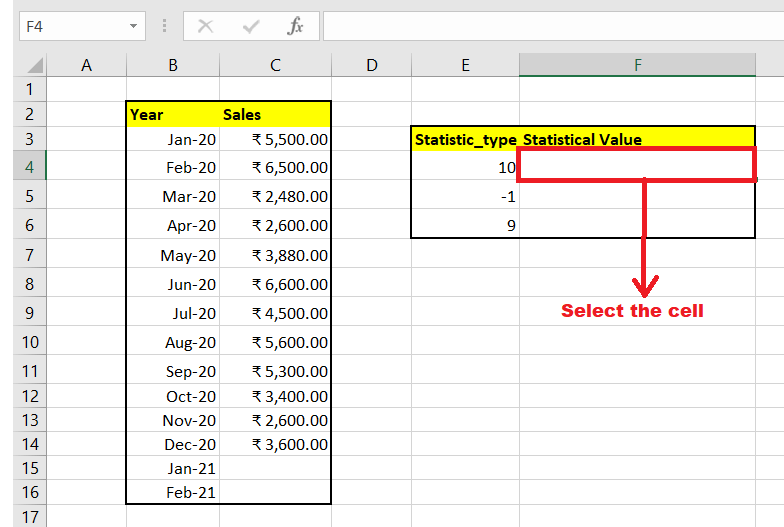 F4 fx
A B C D E F
1
2 Year Sales
3 Jan-20 ₹ 5,500.00 Statistic_type Statistical Value
4 Feb-20 ₹ 6,500.00 10
5 Mar-20 ₹ 2,480.00 -1
6 Apr-20 ₹ 2,600.00 9
7 May-20 ₹ 3,880.00
8 Jun-20 ₹ 6,600.00
9 Jul-20 ₹ 4,500.00 Select the cell
10 Aug-20 ₹ 5,600.00
11 Sep-20 ₹ 5,300.00
12 Oct-20 ₹ 3,400.00
13 Nov-20 ₹ 2,600.00
14 Dec-20 ₹ 3,600.00
15 Jan-21
16 Feb-21
17